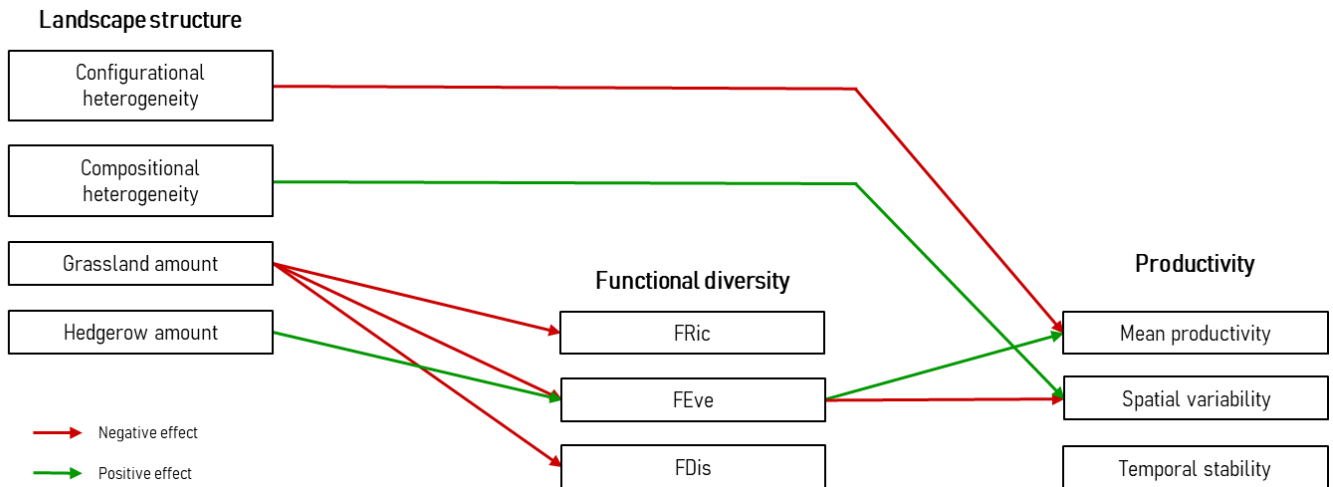 Landscape structure
Configurational
heterogeneity
Compositional
heterogeneity
Grassland amount
Hedgerow amount
Negative effect
Positive effect
Functional diversity
FRic
FEve
FDis
Productivity
Mean productivity
Spatial variability
Temporal stability